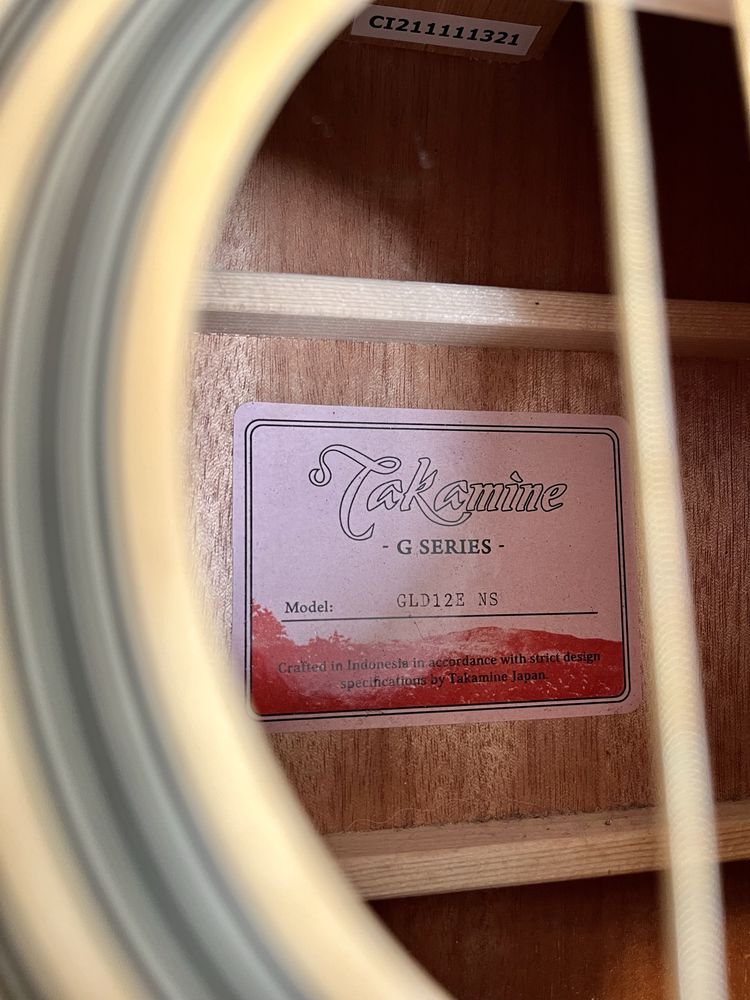 CI211111321
Takamine
- G SERIES -
Model: GLD12E NS
Crafted in Indonesia in accordance with strict design
specifications by Takamine Japan.